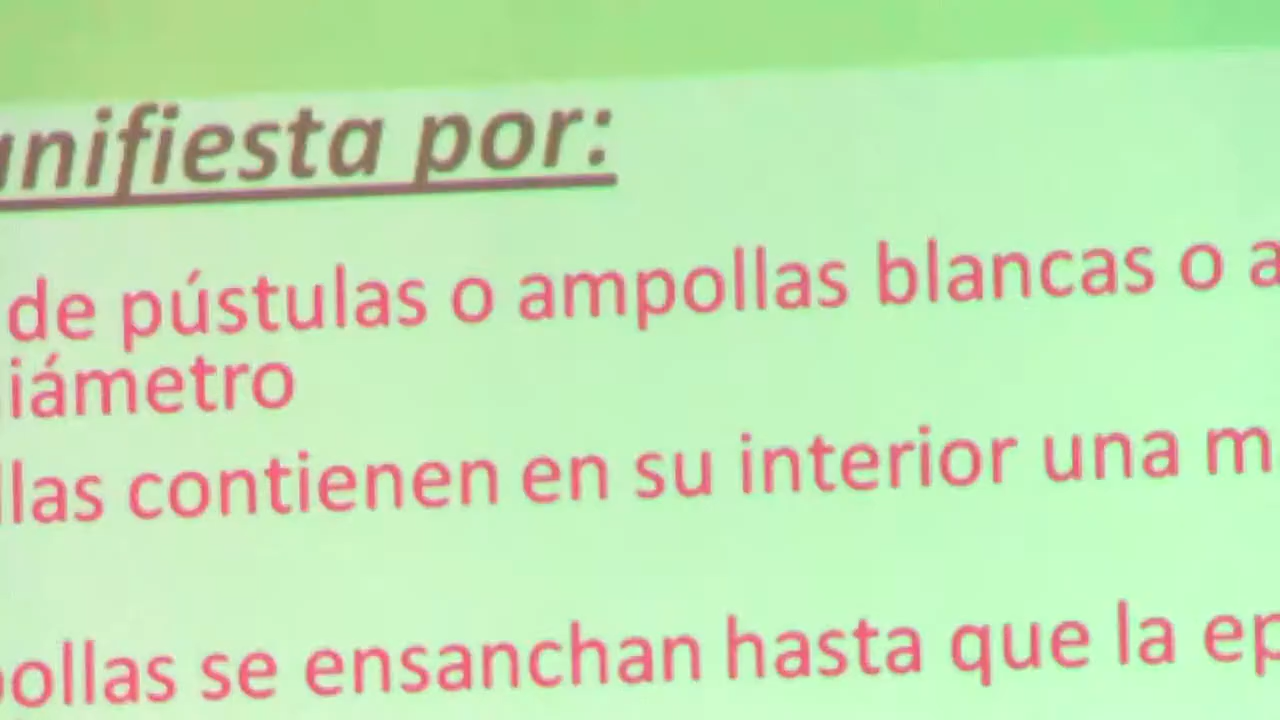 anifiesta por:
de pústulas o ampollas blancas o a
iámetro
llas contienen en su interior una m
ollas se ensanchan hasta que la ep